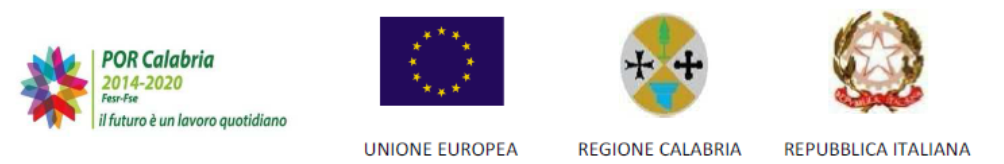 POR Calabria
2014-2020
Fesr-Fse
il futuro è un lavoro quotidiano
UNIONE EUROPEA
REGIONE CALABRIA
REPUBBLICA ITALIANA